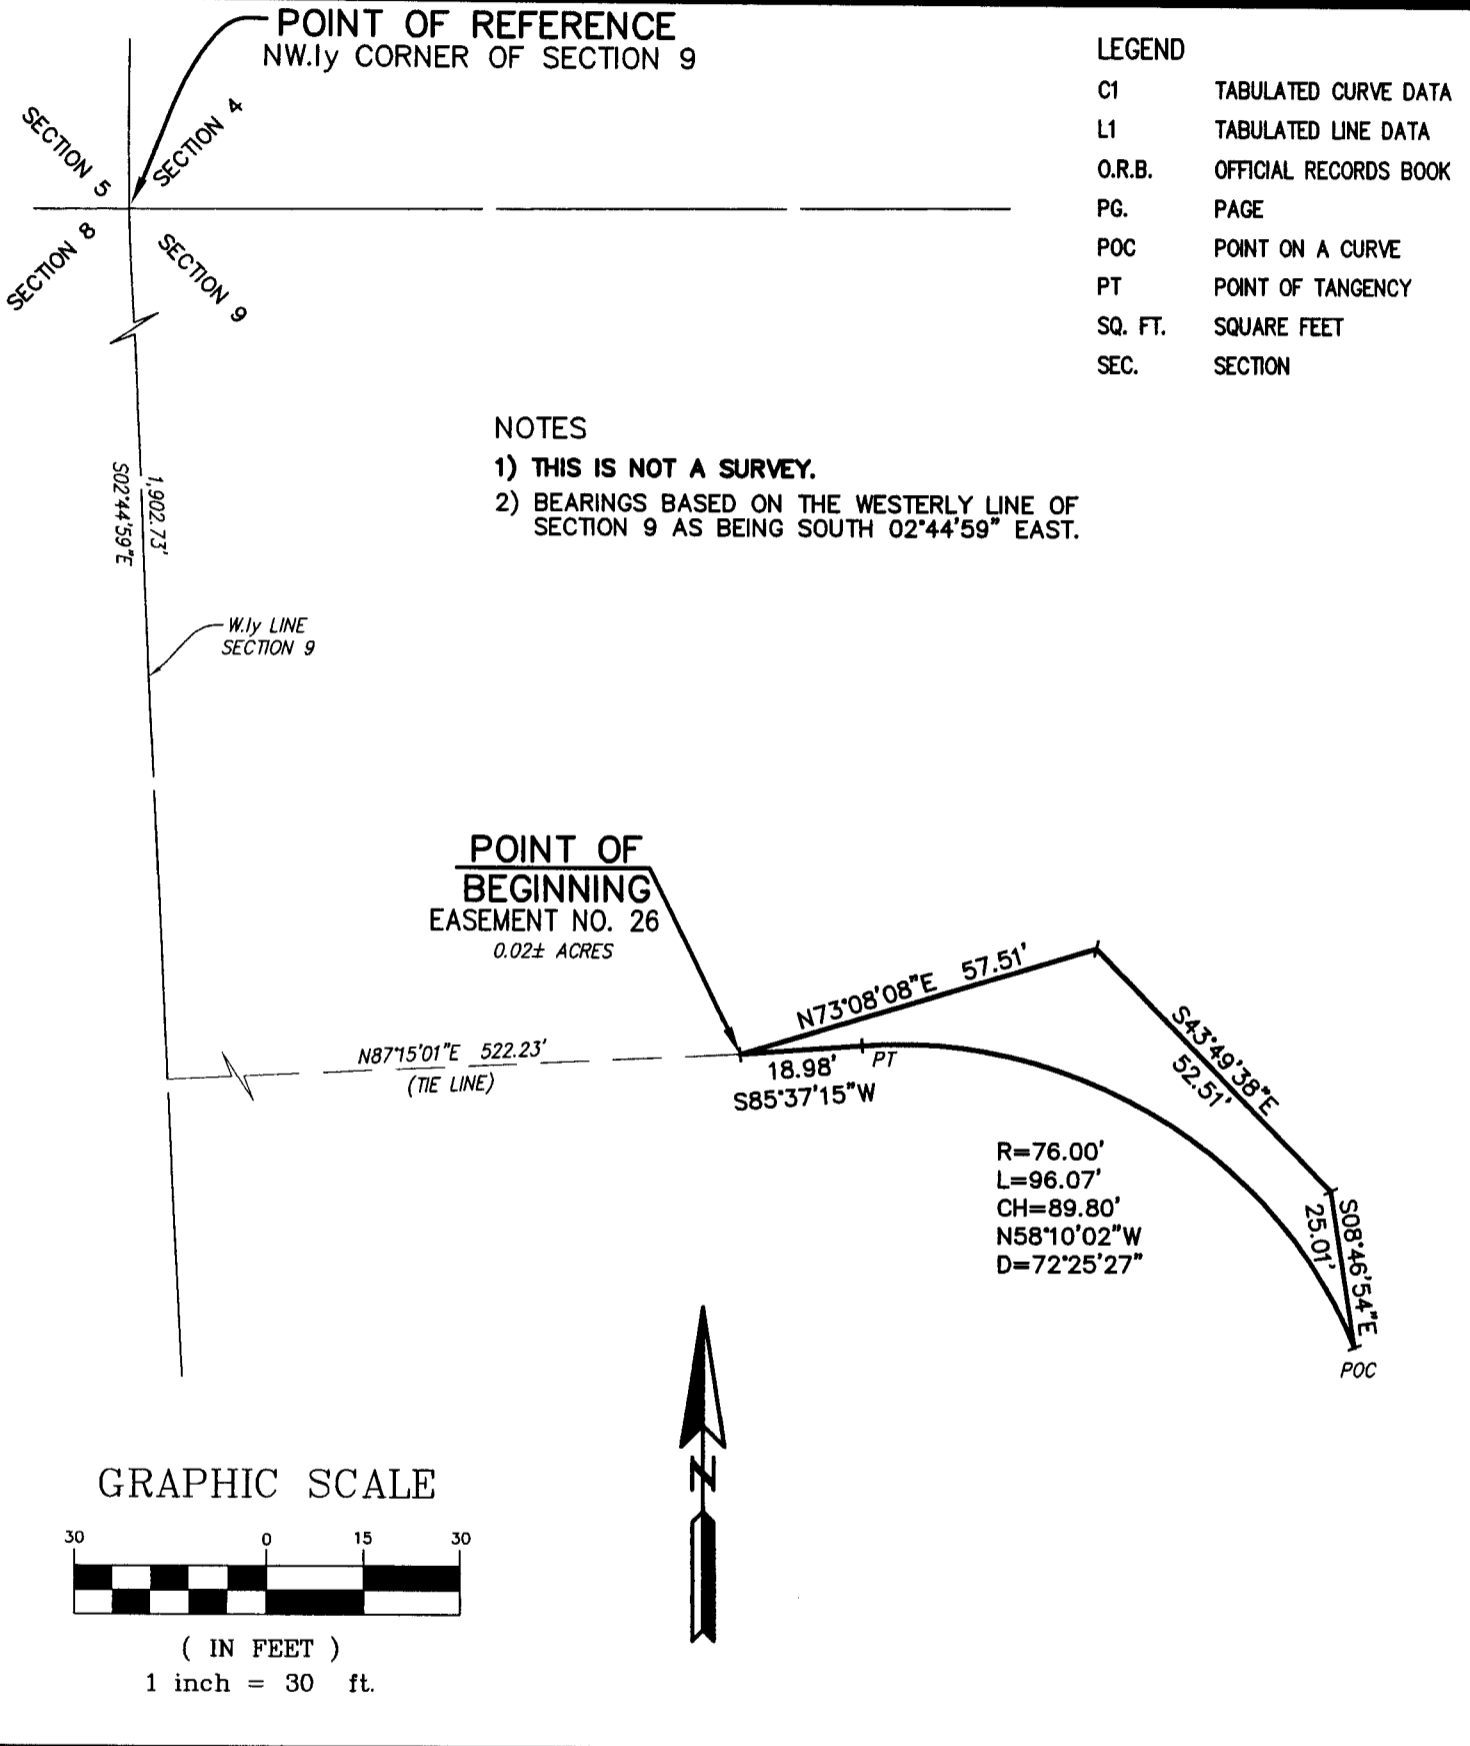 POINT OF REFERENCE
NW.ly CORNER OF SECTION 9
SECTION 5
SECTION 4
SECTION 8
SECTION 9
LEGEND
C1 TABULATED CURVE DATA
L1 TABULATED LINE DATA
O.R.B. OFFICIAL RECORDS BOOK
PG. PAGE
POC POINT ON A CURVE
PT POINT OF TANGENCY
SQ. FT. SQUARE FEET
SEC. SECTION
NOTES
1) THIS IS NOT A SURVEY.
2) BEARINGS BASED ON THE WESTERLY LINE OF
SECTION 9 AS BEING SOUTH 02°44'59" EAST.
1,902.73'
S02°44'59"E
W.ly LINE
SECTION 9
POINT OF
BEGINNING
EASEMENT NO. 26
0.02± ACRES
N87°15'01"E 522.23'
(TIE LINE)
N73°08'08"E 57.51'
18.98'
S85°37'15"W
PT
S43°49'38"E
52.51'
R=76.00'
L=96.07'
CH=89.80'
N58°10'02"W
D=72°25'27"
S08°46'54"E
25.01'
POC
N
GRAPHIC SCALE
30 0 15 30
( IN FEET )
1 inch = 30 ft.